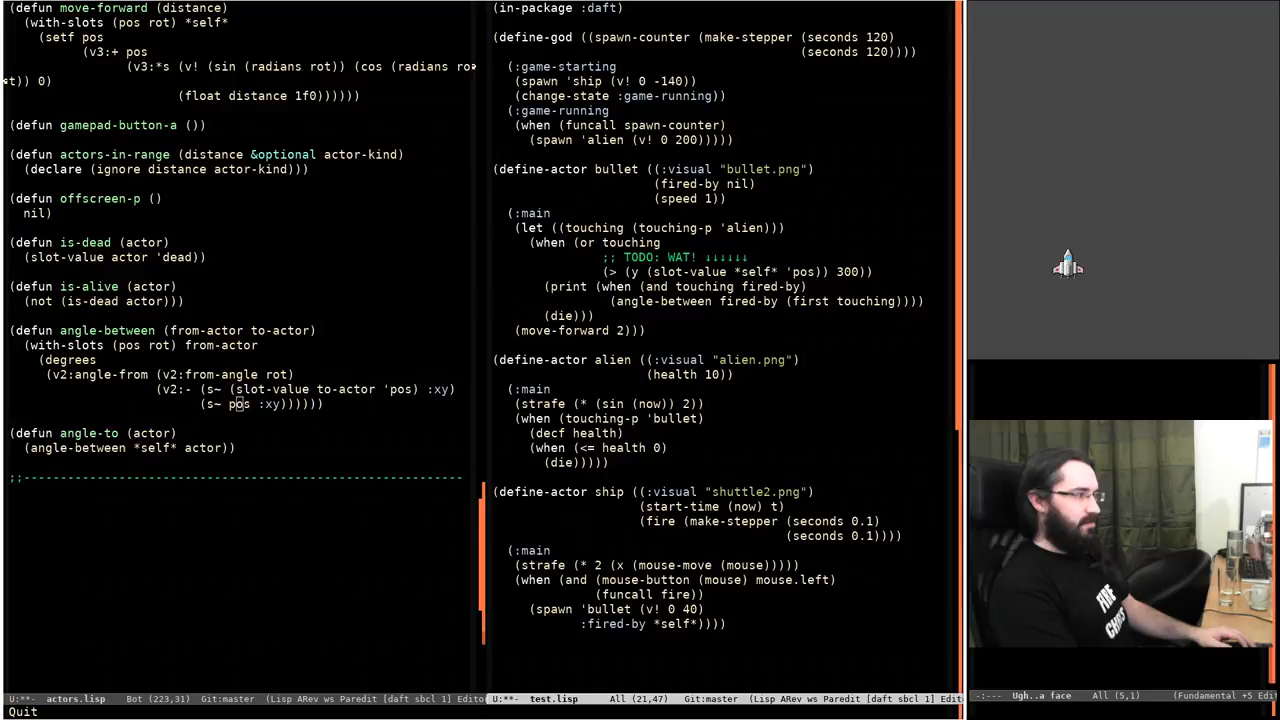 (defun move-forward (distance)
  (with-slots (pos rot) *self*
    (setf pos
          (v3:+ pos
                (v3:*s (v! (sin (radians rot)) (cos (radians ro
t)) 0)
                       (float distance 1f0))))))
(defun gamepad-button-a ())
(defun actors-in-range (distance &optional actor-kind)
  (declare (ignore distance actor-kind)))
(defun offscreen-p ()
  nil)
(defun is-dead (actor)
  (slot-value actor 'dead))
(defun is-alive (actor)
  (not (is-dead actor)))
(defun angle-between (from-actor to-actor)
  (with-slots (pos rot) from-actor
    (degrees
     (v2:angle-from (v2:from-angle rot)
                    (v2:- (s~ (slot-value to-actor 'pos) :xy)
                          (s~ pos :xy))))))
(defun angle-to (actor)
  (angle-between *self* actor))
;;------------------------------------------------------------
U:**-  actors.lisp   Bot (223,31)  Git:master  (Lisp ARev ws Paredit [daft sbcl 1] Edito
Quit
(in-package :daft)
(define-god ((spawn-counter (make-stepper (seconds 120)
                                          (seconds 120))))
  (:game-starting
   (spawn 'ship (v! 0 -140))
   (change-state :game-running))
  (:game-running
   (when (funcall spawn-counter)
     (spawn 'alien (v! 0 200)))))
(define-actor bullet ((:visual "bullet.png")
                      (fired-by nil)
                      (speed 1))
  (:main
   (let ((touching (touching-p 'alien)))
     (when (or touching
               ;; TODO: WAT! ↓↓↓↓↓↓
               (> (y (slot-value *self* 'pos)) 300))
       (print (when (and touching fired-by)
                (angle-between fired-by (first touching))))
       (die)))
   (move-forward 2)))
(define-actor alien ((:visual "alien.png")
                     (health 10))
  (:main
   (strafe (* (sin (now)) 2))
   (when (touching-p 'bullet)
     (decf health)
     (when (<= health 0)
       (die)))))
(define-actor ship ((:visual "shuttle2.png")
                    (start-time (now) t)
                    (fire (make-stepper (seconds 0.1)
                                        (seconds 0.1))))
  (:main
   (strafe (* 2 (x (mouse-move (mouse)))))
   (when (and (mouse-button (mouse) mouse.left)
              (funcall fire))
     (spawn 'bullet (v! 0 40)
            :fired-by *self*))))
U:**-  test.lisp   All (21,47)  Git:master  (Lisp ARev ws Paredit [daft sbcl 1] Edito
-:---  Ugh..a face   All (5,1)   (Fundamental +5 Edit